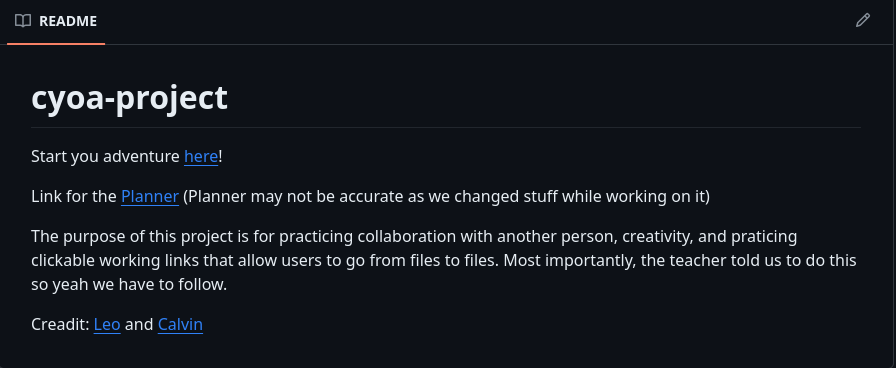 README
cyoa-project
Start you adventure here!
Link for the Planner (Planner may not be accurate as we changed stuff while working on it)
The purpose of this project is for practicing collaboration with another person, creativity, and praticing
clickable working links that allow users to go from files to files. Most importantly, the teacher told us to do this
so yeah we have to follow.
Creadit: Leo and Calvin